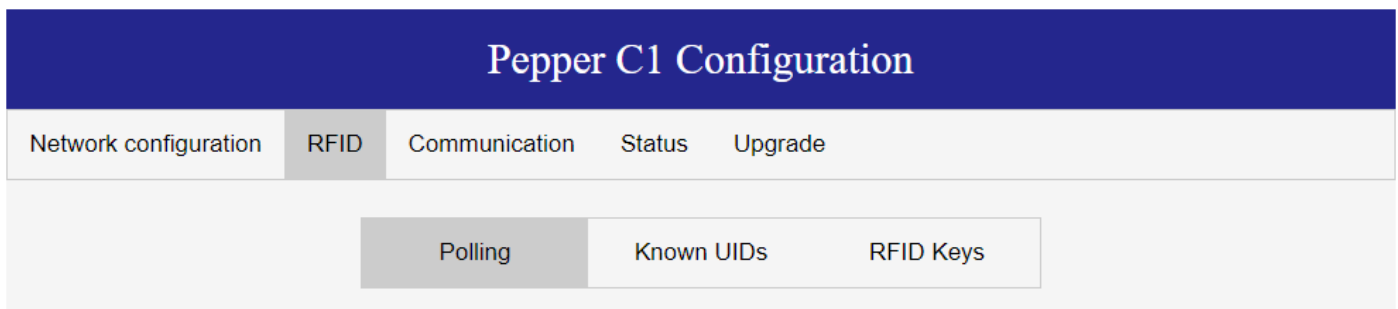 Pepper C1 Configuration
Network configuration RFID Communication Status Upgrade
Polling Known UIDs RFID Keys